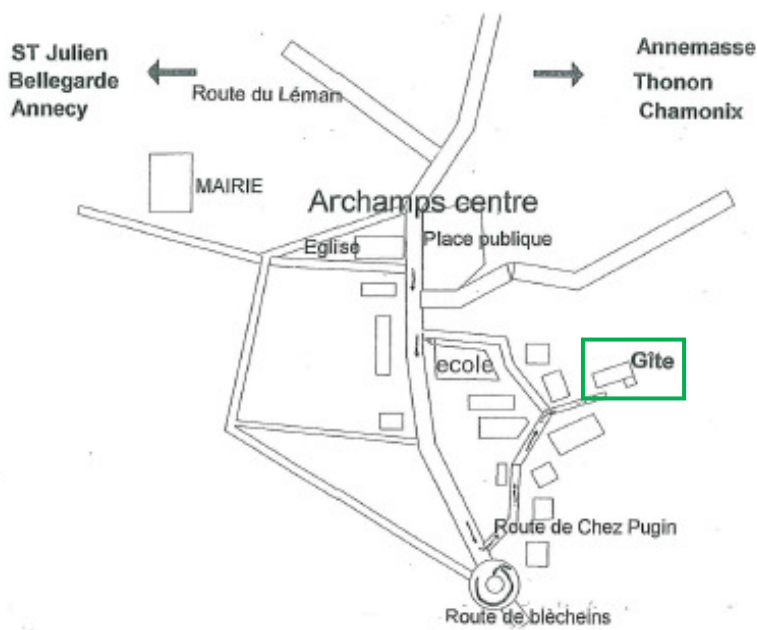 ST Julien
Bellegarde
Annecy
Annemasse
Thonon
Chamonix
Route du Léman
MAIRIE
Archamps centre
Eglise
Place publique
ecole
Gîte
Route de Chez Pugin
Route de blècheins